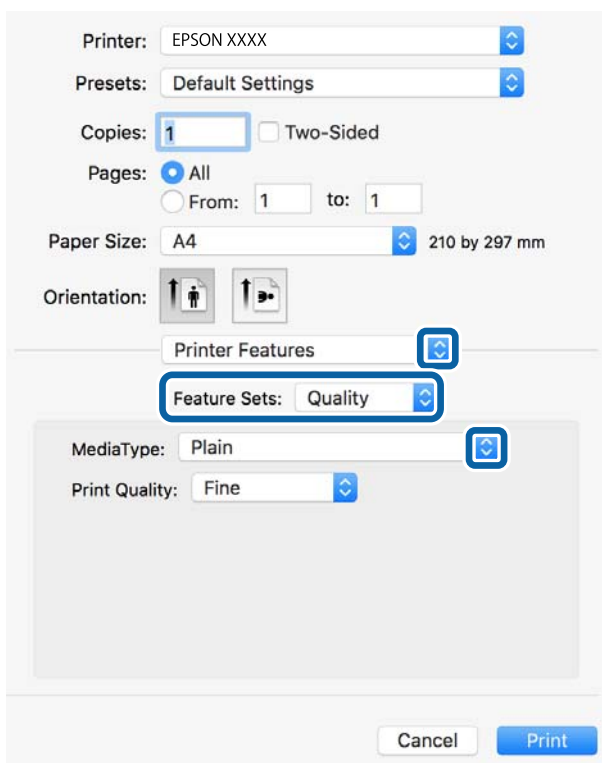 Printer: EPSON XXXX
Presets: Default Settings
Copies: 1 Two-Sided
Pages: All
From: 1 to: 1
Paper Size: A4 210 by 297 mm
Orientation:
Printer Features
Feature Sets: Quality
MediaType: Plain
Print Quality: Fine
Cancel Print